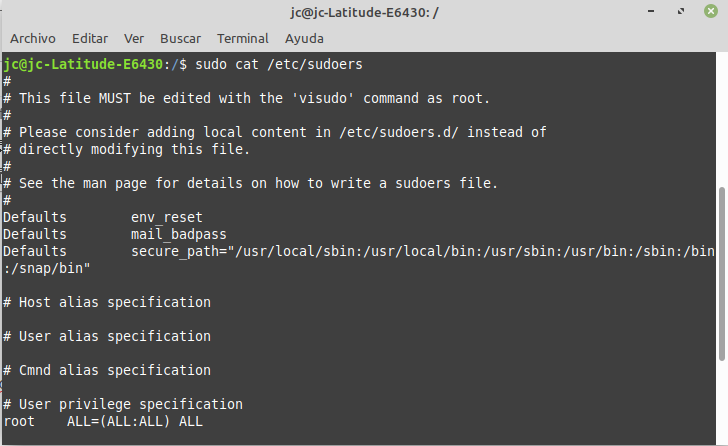 jc@jc-Latitude-E6430: /
Archivo Editar Ver Buscar Terminal Ayuda
jc@jc-Latitude-E6430:/$ sudo cat /etc/sudoers
#
# This file MUST be edited with the 'visudo' command as root.
#
# Please consider adding local content in /etc/sudoers.d/ instead of
# directly modifying this file.
#
# See the man page for details on how to write a sudoers file.
#
Defaults        env_reset
Defaults        mail_badpass
Defaults        secure_path="/usr/local/sbin:/usr/local/bin:/usr/sbin:/usr/bin:/sbin:/bin
:/snap/bin"
# Host alias specification
# User alias specification
# Cmnd alias specification
# User privilege specification
root    ALL=(ALL:ALL) ALL